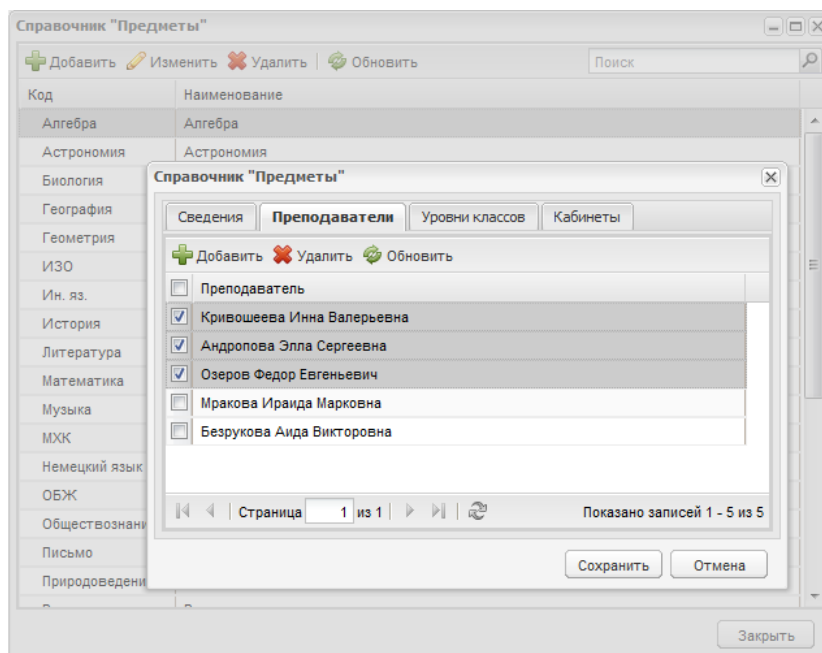 Справочник "Предметы"
Добавить Изменить Удалить Обновить Поиск
Код Наименование
Алгебра Алгебра
Астрономия Астрономия
Биология
География
Геометрия
ИЗО
Ин. яз.
История
Литература
Математика
Музыка
МХК
Немецкий язык
ОБЖ
Обществознани
Письмо
Природоведени
Справочник "Предметы"
Сведения Преподаватели Уровни классов Кабинеты
Добавить Удалить Обновить
Преподаватель
Кривошеева Инна Валерьевна
Андропова Элла Сергеевна
Озеров Федор Евгеньевич
Мракова Ираида Марковна
Безрукова Аида Викторовна
Страница 1 из 1 Показано записей 1 - 5 из 5
Сохранить Отмена
Закрыть